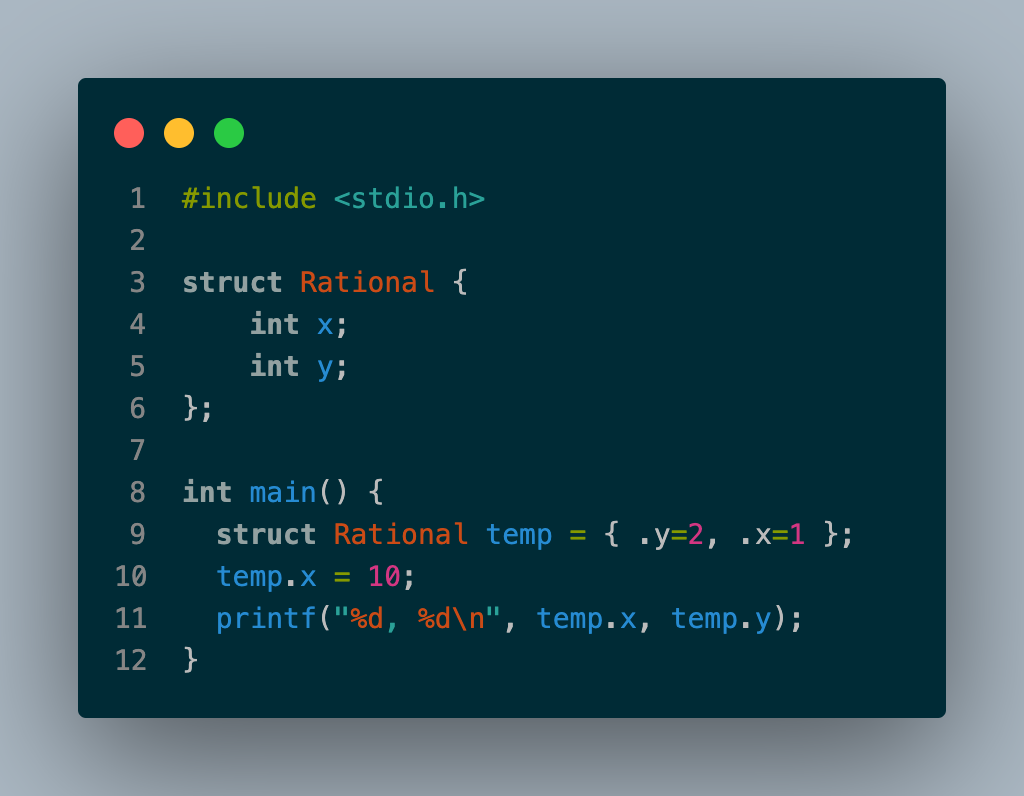 1 #include <stdio.h>
2
3 struct Rational {
4     int x;
5     int y;
6 };
7
8 int main() {
9   struct Rational temp = { .y=2, .x=1 };
10   temp.x = 10;
11   printf("%d, %d\n", temp.x, temp.y);
12 }